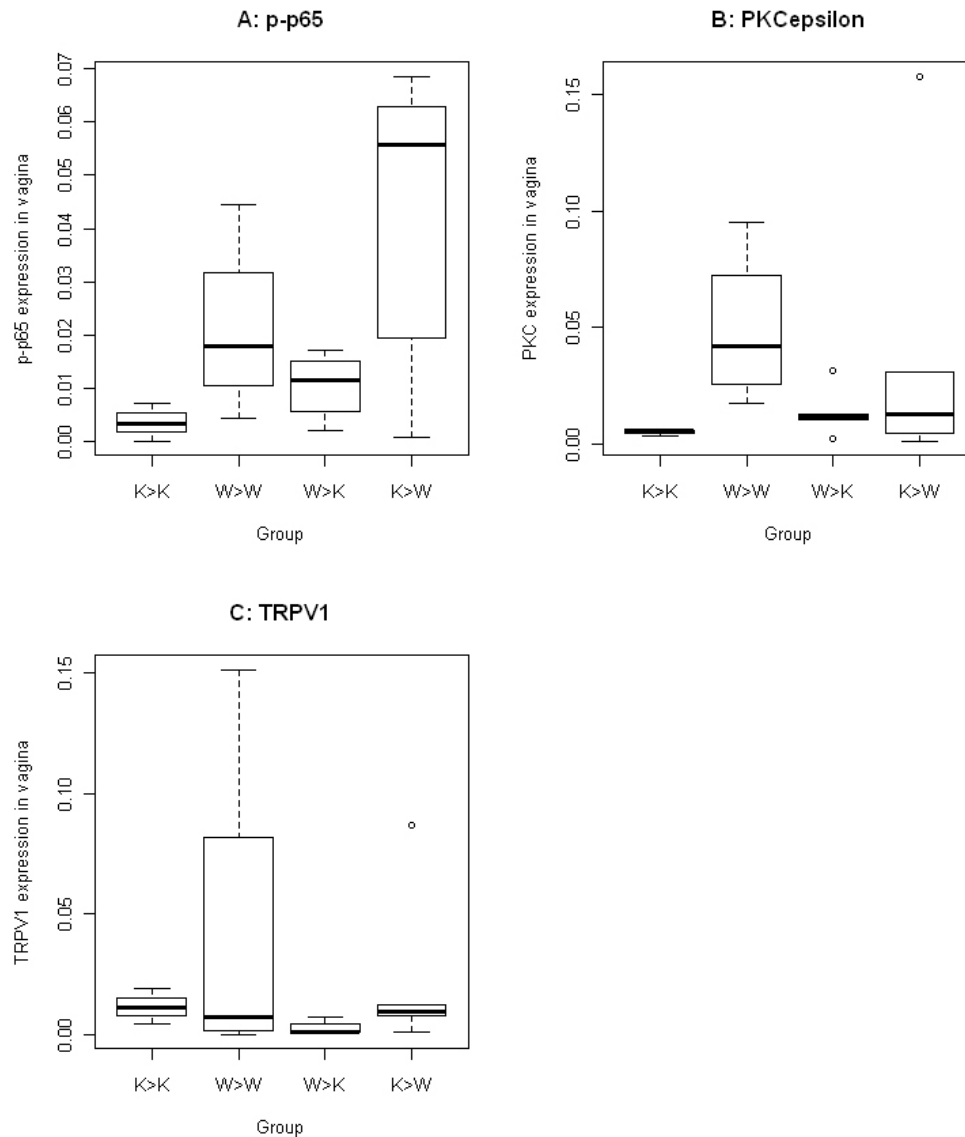 A: p-p65
p-p65 expression in vagina
0.07
0.06
0.05
0.04
0.03
0.02
0.01
0.00
K>K W>W W>K K>W
Group
B: PKCepsilon
PKC expression in vagina
0.15
0.10
0.05
0.00
K>K W>W W>K K>W
Group
C: TRPV1
TRPV1 expression in vagina
0.15
0.10
0.05
0.00
K>K W>W W>K K>W
Group